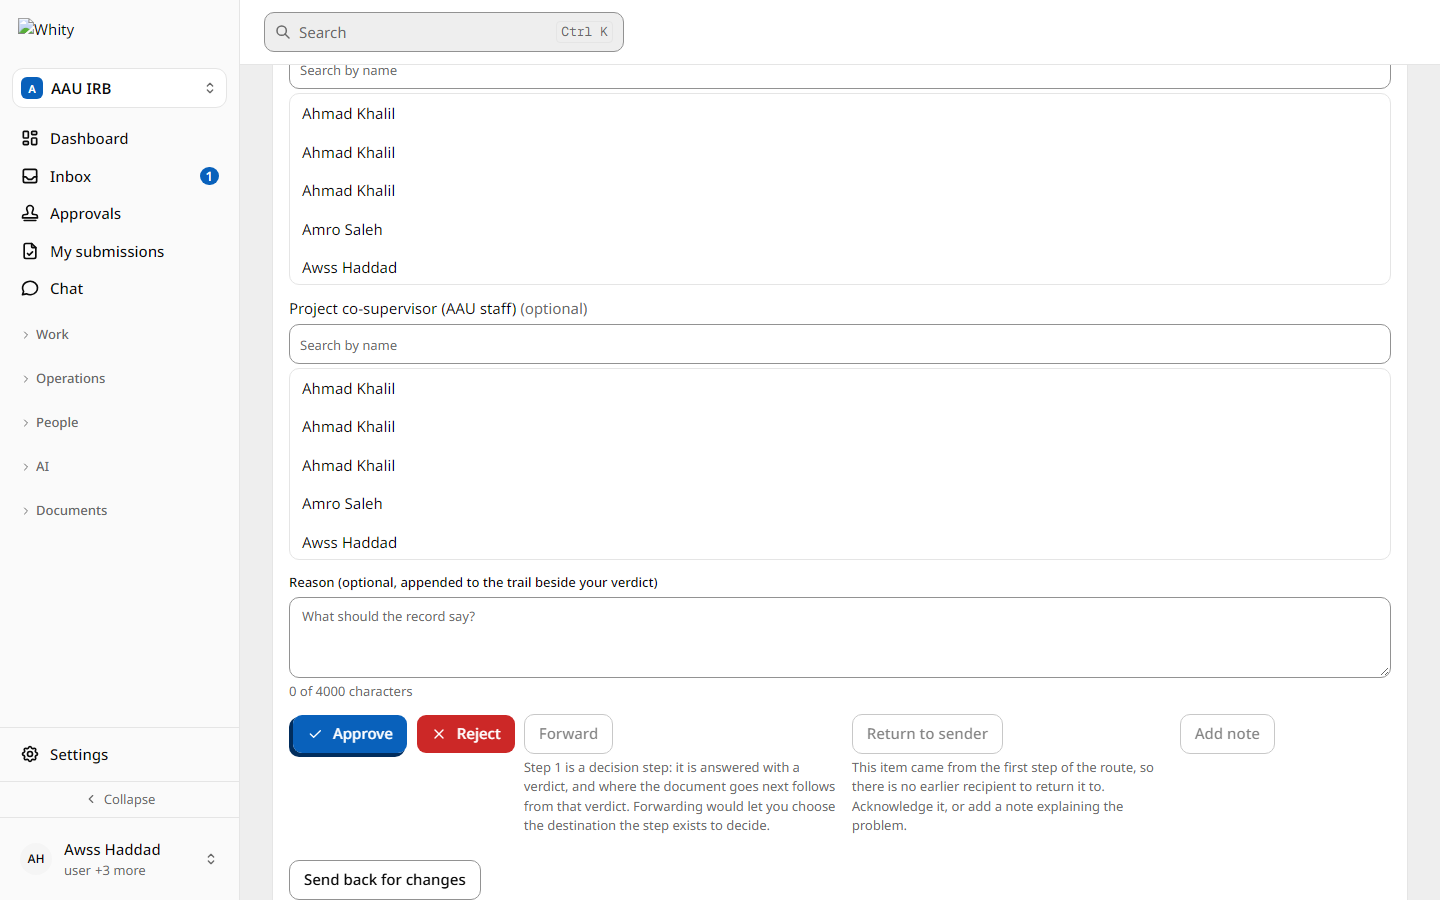 Whity
Search
Ctrl K
A
AAU IRB
Dashboard
Inbox
1
Approvals
My submissions
Chat
Work
Operations
People
AI
Documents
Settings
Collapse
AH
Awss Haddad
user +3 more
Search by name
Ahmad Khalil
Ahmad Khalil
Ahmad Khalil
Amro Saleh
Awss Haddad
Project co-supervisor (AAU staff) (optional)
Search by name
Ahmad Khalil
Ahmad Khalil
Ahmad Khalil
Amro Saleh
Awss Haddad
Reason (optional, appended to the trail beside your verdict)
What should the record say?
0 of 4000 characters
Approve
Reject
Forward
Step 1 is a decision step: it is answered with a
verdict, and where the document goes next follows
from that verdict. Forwarding would let you choose
the destination the step exists to decide.
Return to sender
This item came from the first step of the route, so
there is no earlier recipient to return it to.
Acknowledge it, or add a note explaining the
problem.
Add note
Send back for changes